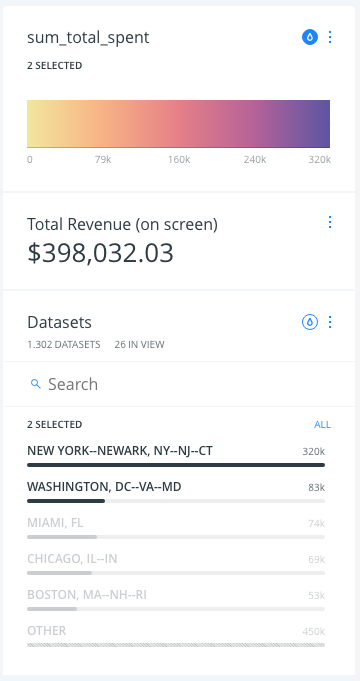 sum_total_spent
2 SELECTED
0 79k 160k 240k 320k
Total Revenue (on screen)
$398,032.03
Datasets
1.302 DATASETS 26 IN VIEW
Search
2 SELECTED ALL
NEW YORK--NEWARK, NY--NJ--CT 320k
WASHINGTON, DC--VA--MD 83k
MIAMI, FL 74k
CHICAGO, IL--IN 69k
BOSTON, MA--NH--RI 53k
OTHER 450k